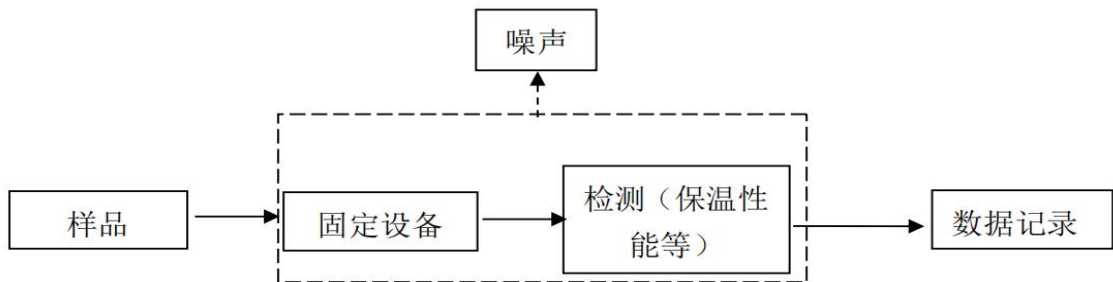 噪声
样品
固定设备
检测（保温性
能等）
数据记录